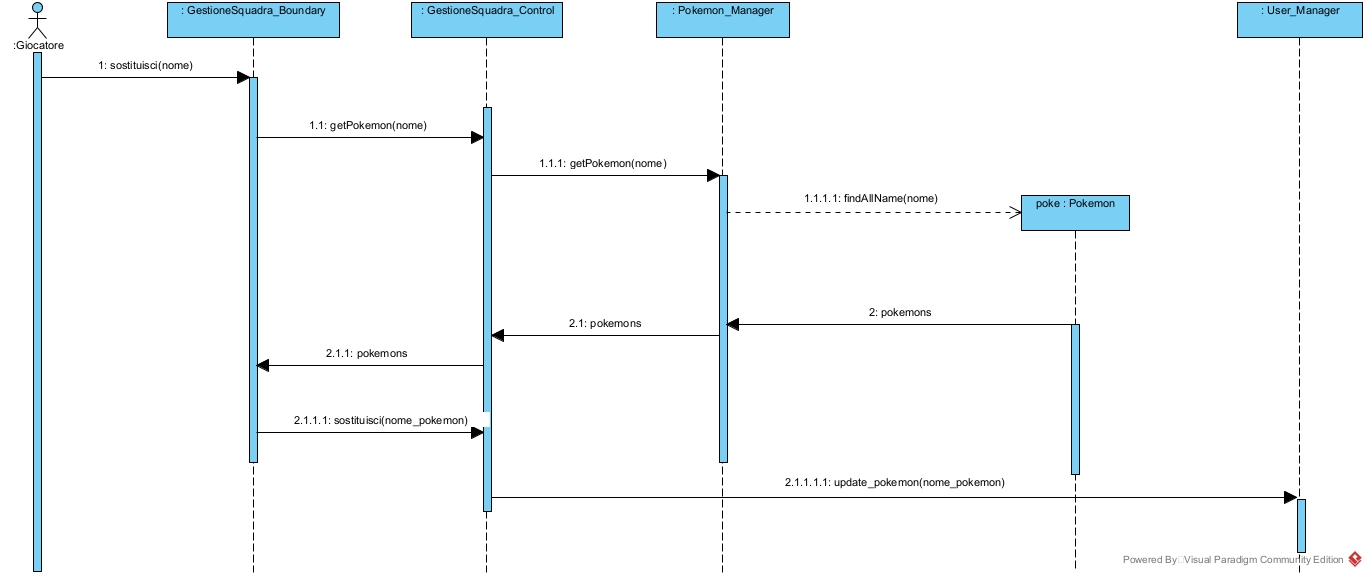 : GestioneSquadra_Boundary
: GestioneSquadra_Control
: Pokemon_Manager
: User_Manager
:Giocatore
1: sostituisci(nome)
1.1: getPokemon(nome)
1.1.1: getPokemon(nome)
1.1.1.1: findAllName(nome)
poke : Pokemon
2: pokemons
2.1: pokemons
2.1.1: pokemons
2.1.1.1: sostituisci(nome_pokemon)
2.1.1.1.1: update_pokemon(nome_pokemon)
Powered By Visual Paradigm Community Edition